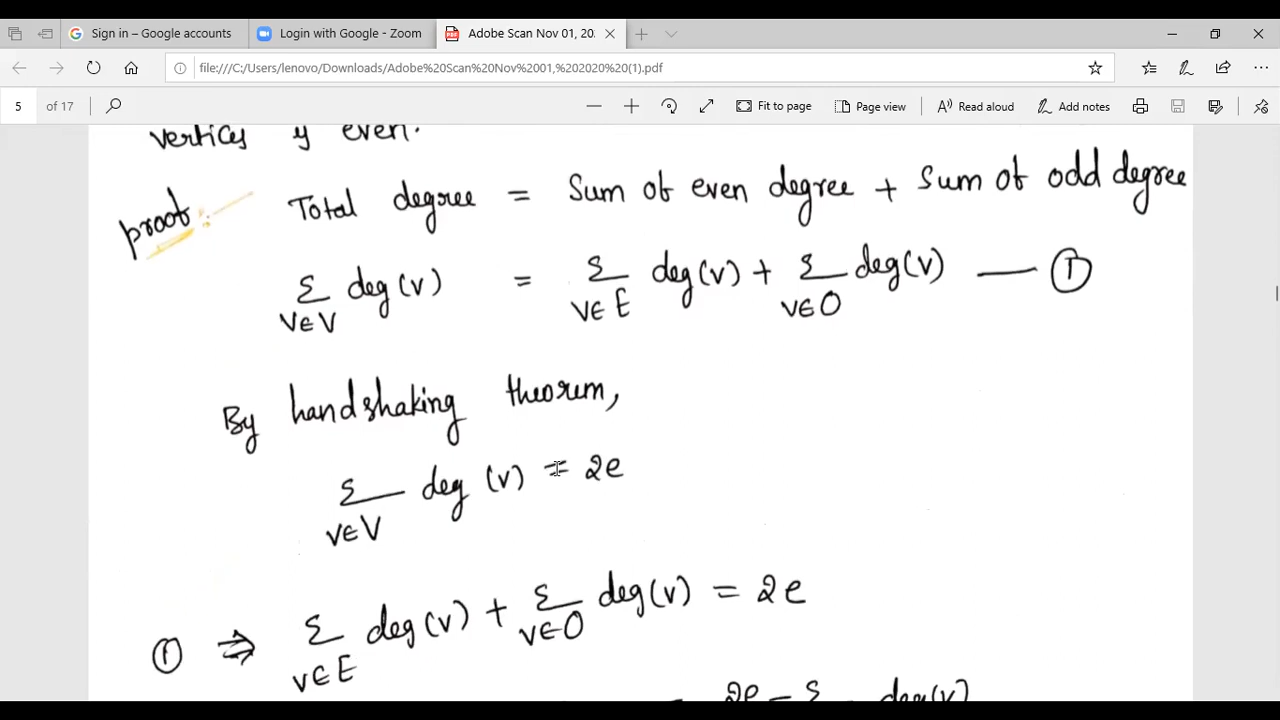 Sign in – Google accounts
Login with Google - Zoom
Adobe Scan Nov 01, 202
file:///C:/Users/lenovo/Downloads/Adobe%20Scan%20Nov%2001,%202020%20(1).pdf
5 of 17
Fit to page
Page view
Read aloud
Add notes
vertices is even.
proof: Total degree = Sum of even degree + Sum of odd degree
Σ deg(v) = Σ deg(v) + Σ deg(v) — ①
v∈V v∈E v∈O
By handshaking theorem,
Σ deg (v) = 2e
v∈V
① ⇒ Σ deg(v) + Σ deg(v) = 2e
v∈E v∈O
= 2e - Σ deg(v)